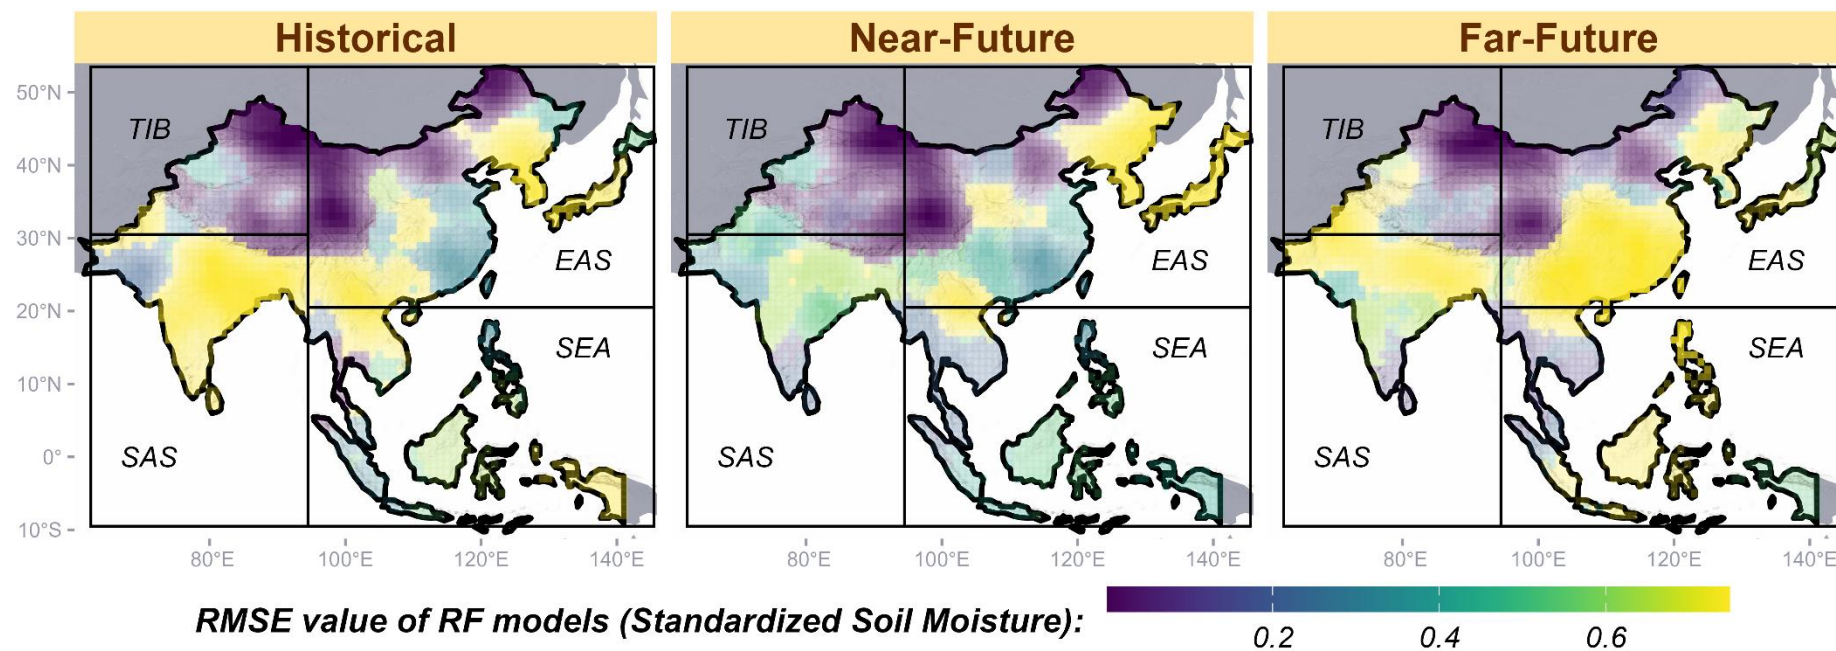 Historical
Near-Future
Far-Future
50°N
40°N
30°N
20°N
10°N
0°
10°S
TIB
EAS
SEA
SAS
TIB
EAS
SEA
SAS
TIB
EAS
SEA
SAS
80°E 100°E 120°E 140°E
80°E 100°E 120°E 140°E
80°E 100°E 120°E 140°E
RMSE value of RF models (Standardized Soil Moisture):
0.2 0.4 0.6